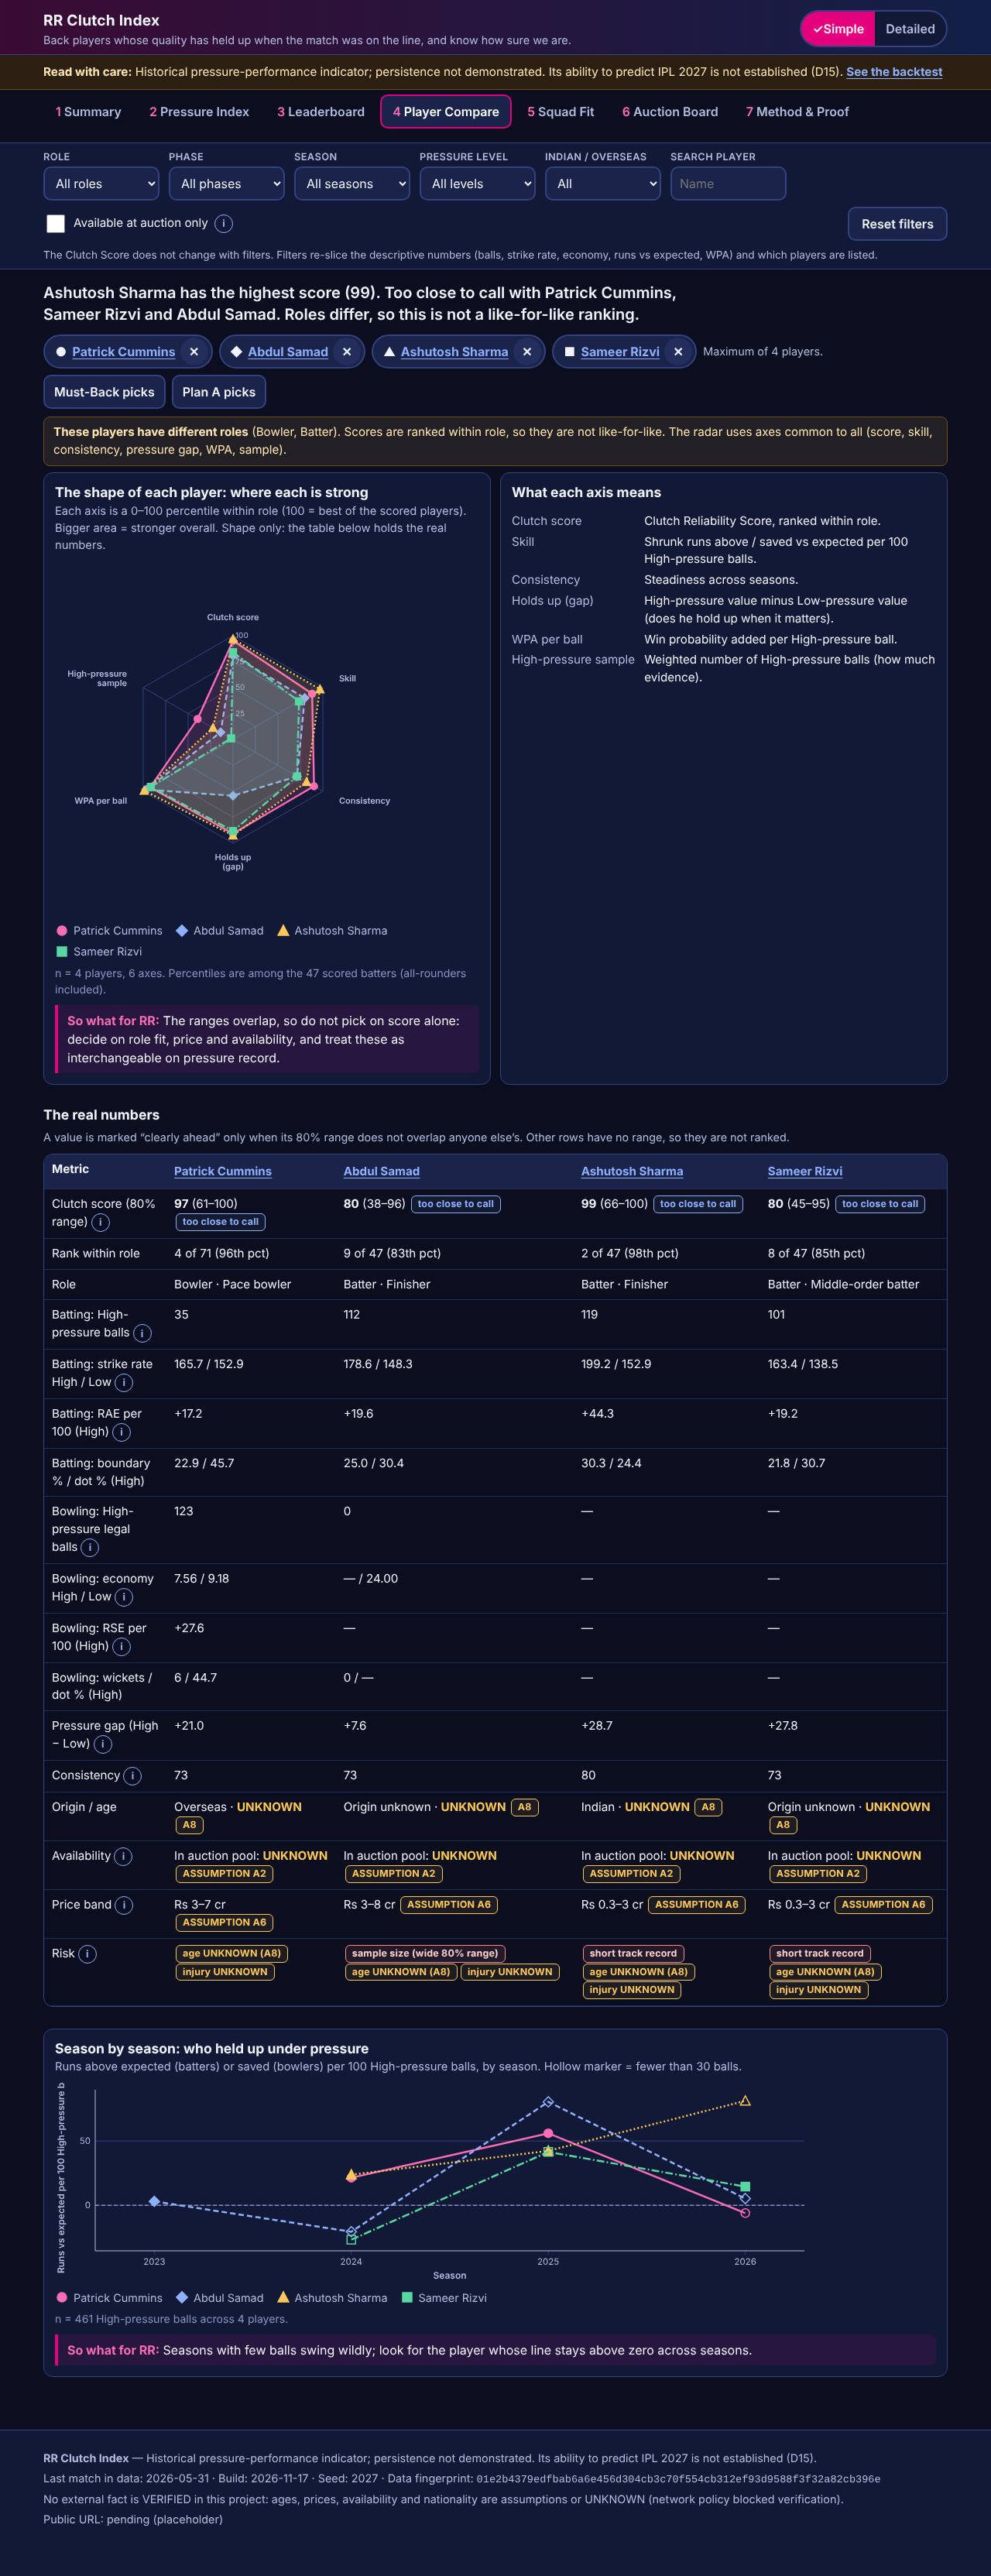 RR Clutch Index
Back players whose quality has held up when the match was on the line, and know how sure we are.
✓Simple
Detailed
Read with care: Historical pressure-performance indicator; persistence not demonstrated. Its ability to predict IPL 2027 is not established (D15). See the backtest
1 Summary
2 Pressure Index
3 Leaderboard
4 Player Compare
5 Squad Fit
6 Auction Board
7 Method & Proof
ROLE
PHASE
SEASON
PRESSURE LEVEL
INDIAN / OVERSEAS
SEARCH PLAYER
All roles
All phases
All seasons
All levels
All
Name
Available at auction only i
Reset filters
The Clutch Score does not change with filters. Filters re-slice the descriptive numbers (balls, strike rate, economy, runs vs expected, WPA) and which players are listed.
Ashutosh Sharma has the highest score (99). Too close to call with Patrick Cummins,
Sameer Rizvi and Abdul Samad. Roles differ, so this is not a like-for-like ranking.
Patrick Cummins ✕
Abdul Samad ✕
Ashutosh Sharma ✕
Sameer Rizvi ✕
Maximum of 4 players.
Must-Back picks
Plan A picks
These players have different roles (Bowler, Batter). Scores are ranked within role, so they are not like-for-like. The radar uses axes common to all (score, skill,
consistency, pressure gap, WPA, sample).
The shape of each player: where each is strong
Each axis is a 0–100 percentile within role (100 = best of the scored players).
Bigger area = stronger overall. Shape only: the table below holds the real
numbers.
Clutch score
100
50
25
Skill
Consistency
Holds up
(gap)
WPA per ball
High-pressure
sample
Patrick Cummins
Abdul Samad
Ashutosh Sharma
Sameer Rizvi
n = 4 players, 6 axes. Percentiles are among the 47 scored batters (all-rounders
included).
So what for RR: The ranges overlap, so do not pick on score alone:
decide on role fit, price and availability, and treat these as
interchangeable on pressure record.
What each axis means
Clutch score
Clutch Reliability Score, ranked within role.
Skill
Shrunk runs above / saved vs expected per 100
High-pressure balls.
Consistency
Steadiness across seasons.
Holds up (gap)
High-pressure value minus Low-pressure value
(does he hold up when it matters).
WPA per ball
Win probability added per High-pressure ball.
High-pressure sample
Weighted number of High-pressure balls (how much
evidence).
The real numbers
A value is marked “clearly ahead” only when its 80% range does not overlap anyone else’s. Other rows have no range, so they are not ranked.
Metric
Patrick Cummins
Abdul Samad
Ashutosh Sharma
Sameer Rizvi
Clutch score (80%
range) i
97 (61–100)
too close to call
80 (38–96) too close to call
99 (66–100) too close to call
80 (45–95) too close to call
Rank within role
4 of 71 (96th pct)
9 of 47 (83th pct)
2 of 47 (98th pct)
8 of 47 (85th pct)
Role
Bowler · Pace bowler
Batter · Finisher
Batter · Finisher
Batter · Middle-order batter
Batting: High-
pressure balls i
35
112
119
101
Batting: strike rate
High / Low i
165.7 / 152.9
178.6 / 148.3
199.2 / 152.9
163.4 / 138.5
Batting: RAE per
100 (High) i
+17.2
+19.6
+44.3
+19.2
Batting: boundary
% / dot % (High)
22.9 / 45.7
25.0 / 30.4
30.3 / 24.4
21.8 / 30.7
Bowling: High-
pressure legal
balls i
123
0
—
—
Bowling: economy
High / Low i
7.56 / 9.18
— / 24.00
—
—
Bowling: RSE per
100 (High) i
+27.6
—
—
—
Bowling: wickets /
dot % (High)
6 / 44.7
0 / —
—
—
Pressure gap (High
− Low) i
+21.0
+7.6
+28.7
+27.8
Consistency i
73
73
80
73
Origin / age
Overseas · UNKNOWN
A8
Origin unknown · UNKNOWN A8
Indian · UNKNOWN A8
Origin unknown · UNKNOWN
A8
Availability i
In auction pool: UNKNOWN
ASSUMPTION A2
In auction pool: UNKNOWN
ASSUMPTION A2
In auction pool: UNKNOWN
ASSUMPTION A2
In auction pool: UNKNOWN
ASSUMPTION A2
Price band i
Rs 3–7 cr
ASSUMPTION A6
Rs 3–8 cr ASSUMPTION A6
Rs 0.3–3 cr ASSUMPTION A6
Rs 0.3–3 cr ASSUMPTION A6
Risk i
age UNKNOWN (A8)
injury UNKNOWN
sample size (wide 80% range)
age UNKNOWN (A8) injury UNKNOWN
short track record
age UNKNOWN (A8)
injury UNKNOWN
short track record
age UNKNOWN (A8)
injury UNKNOWN
Season by season: who held up under pressure
Runs above expected (batters) or saved (bowlers) per 100 High-pressure balls, by season. Hollow marker = fewer than 30 balls.
Runs vs expected per 100 High-pressure b
50
0
2023
2024
2025
2026
Season
Patrick Cummins
Abdul Samad
Ashutosh Sharma
Sameer Rizvi
n = 461 High-pressure balls across 4 players.
So what for RR: Seasons with few balls swing wildly; look for the player whose line stays above zero across seasons.
RR Clutch Index — Historical pressure-performance indicator; persistence not demonstrated. Its ability to predict IPL 2027 is not established (D15).
Last match in data: 2026-05-31 · Build: 2026-11-17 · Seed: 2027 · Data fingerprint: 01e2b4379edfbab6a6e456d304cb3c70f554cb312ef93d9588f3f32a82cb396e
No external fact is VERIFIED in this project: ages, prices, availability and nationality are assumptions or UNKNOWN (network policy blocked verification).
Public URL: pending (placeholder)